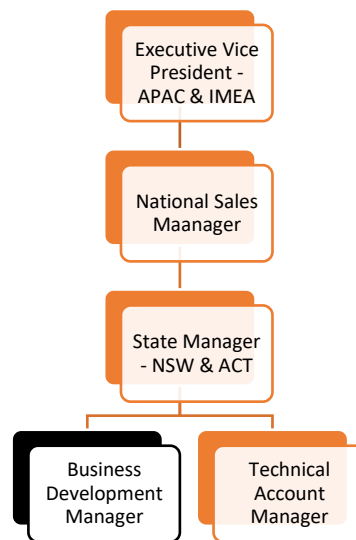 Executive Vice
President -
APAC & IMEA
National Sales
Maanager
State Manager
- NSW & ACT
Business
Development
Manager
Technical
Account
Manager